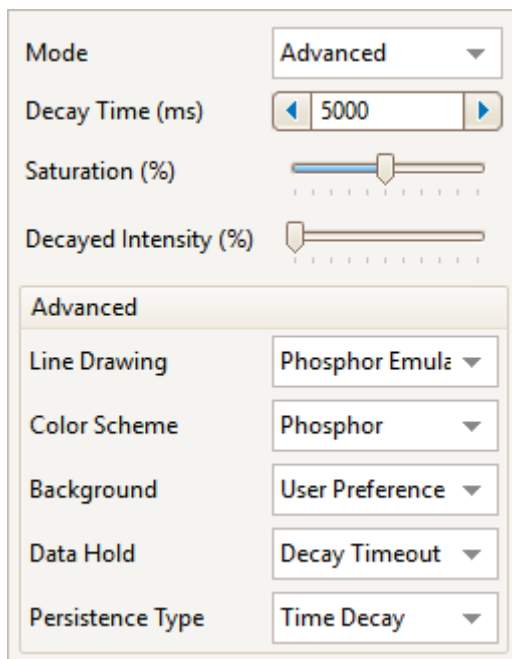 Mode Advanced
Decay Time (ms) 5000
Saturation (%)
Decayed Intensity (%)
Advanced
Line Drawing Phosphor Emula
Color Scheme Phosphor
Background User Preference
Data Hold Decay Timeout
Persistence Type Time Decay